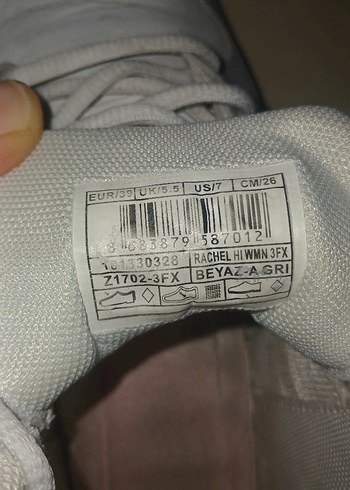 EUR/39 UK/5.5 US/7 CM/26
8 683879 587012
101330328 RACHEL HI WMN 3FX
Z1702-3FX BEYAZ-A.GRI